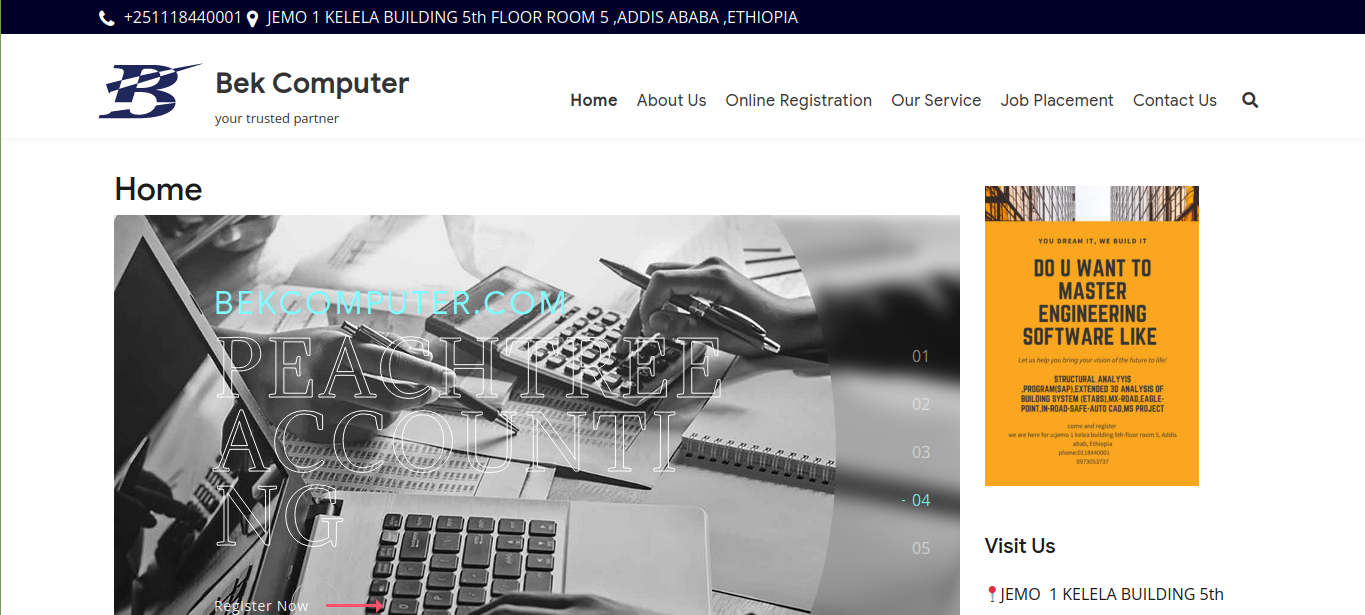 +251118440001 JEMO 1 KELELA BUILDING 5th FLOOR ROOM 5 ,ADDIS ABABA ,ETHIOPIA
Bek Computer
your trusted partner
Home About Us Online Registration Our Service Job Placement Contact Us
Home
BEKCOMPUTER.COM
PEACHTREE
ACCOUNTI
NG
Register Now
01
02
03
- 04
05
YOU DREAM IT, WE BUILD IT
DO U WANT TO
MASTER
ENGINEERING
SOFTWARE LIKE
Let us help you bring your vision of the future to life!
STRUCTURAL ANALYYIS
,PROGRAM(SAP),EXTENDED 3D ANALYSIS OF
BUILDING SYSTEM (ETABS),MX-ROAD,EAGLE-
POINT,IN-ROAD-SAFE-AUTO CAD,MS PROJECT
come and register
we are here for u:jemo 1 kelea building 5th-floor room 5, Addis
abab, Ethiopia
phone:0118440001
0973053737
Visit Us
JEMO 1 KELELA BUILDING 5th